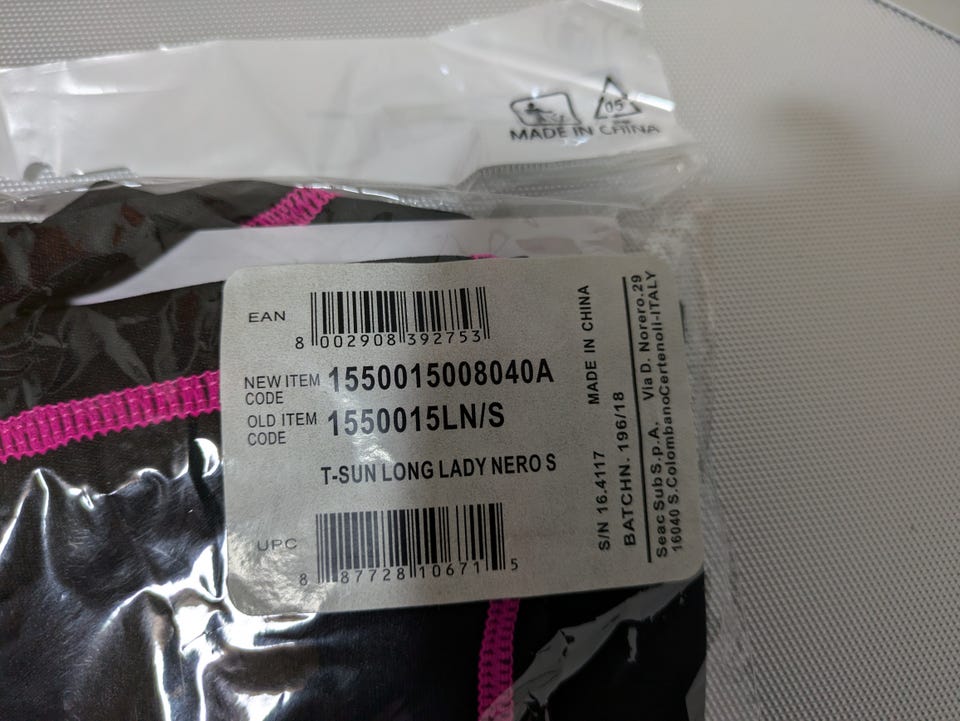 05
MADE IN CHINA
EAN
8 002908 392753
NEW ITEM CODE 1550015008040A
OLD ITEM CODE 1550015LN/S
T-SUN LONG LADY NERO S
UPC
8 87728 10671 5
S/N 16.4117 MADE IN CHINA
BATCHN. 196/18
Seac Sub S.p.A. Via D. Norero.29
16040 S.ColombanoCertenoli-ITALY